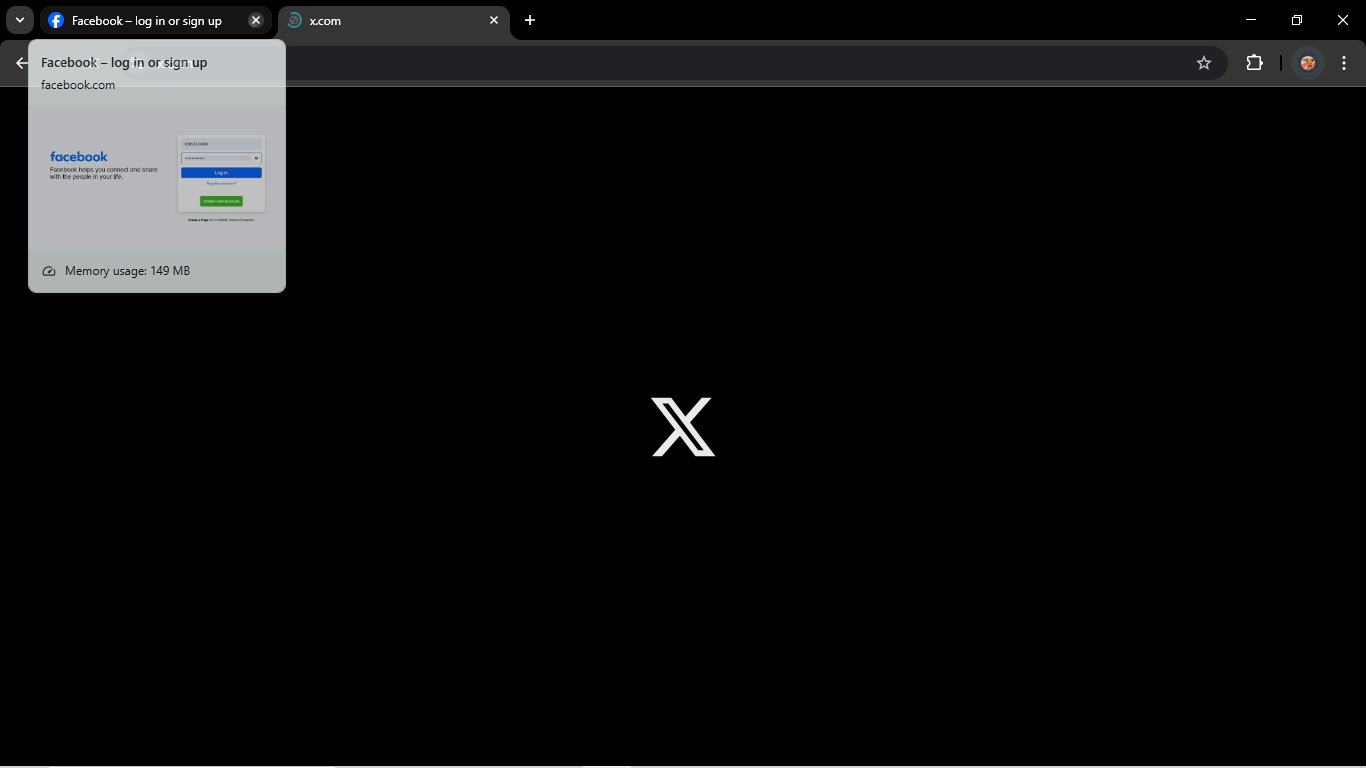 Facebook – log in or sign up
x.com
Facebook – log in or sign up
facebook.com
facebook
Facebook helps you connect and share
with the people in your life.
Log in
Forgotten password?
Create new account
Memory usage: 149 MB